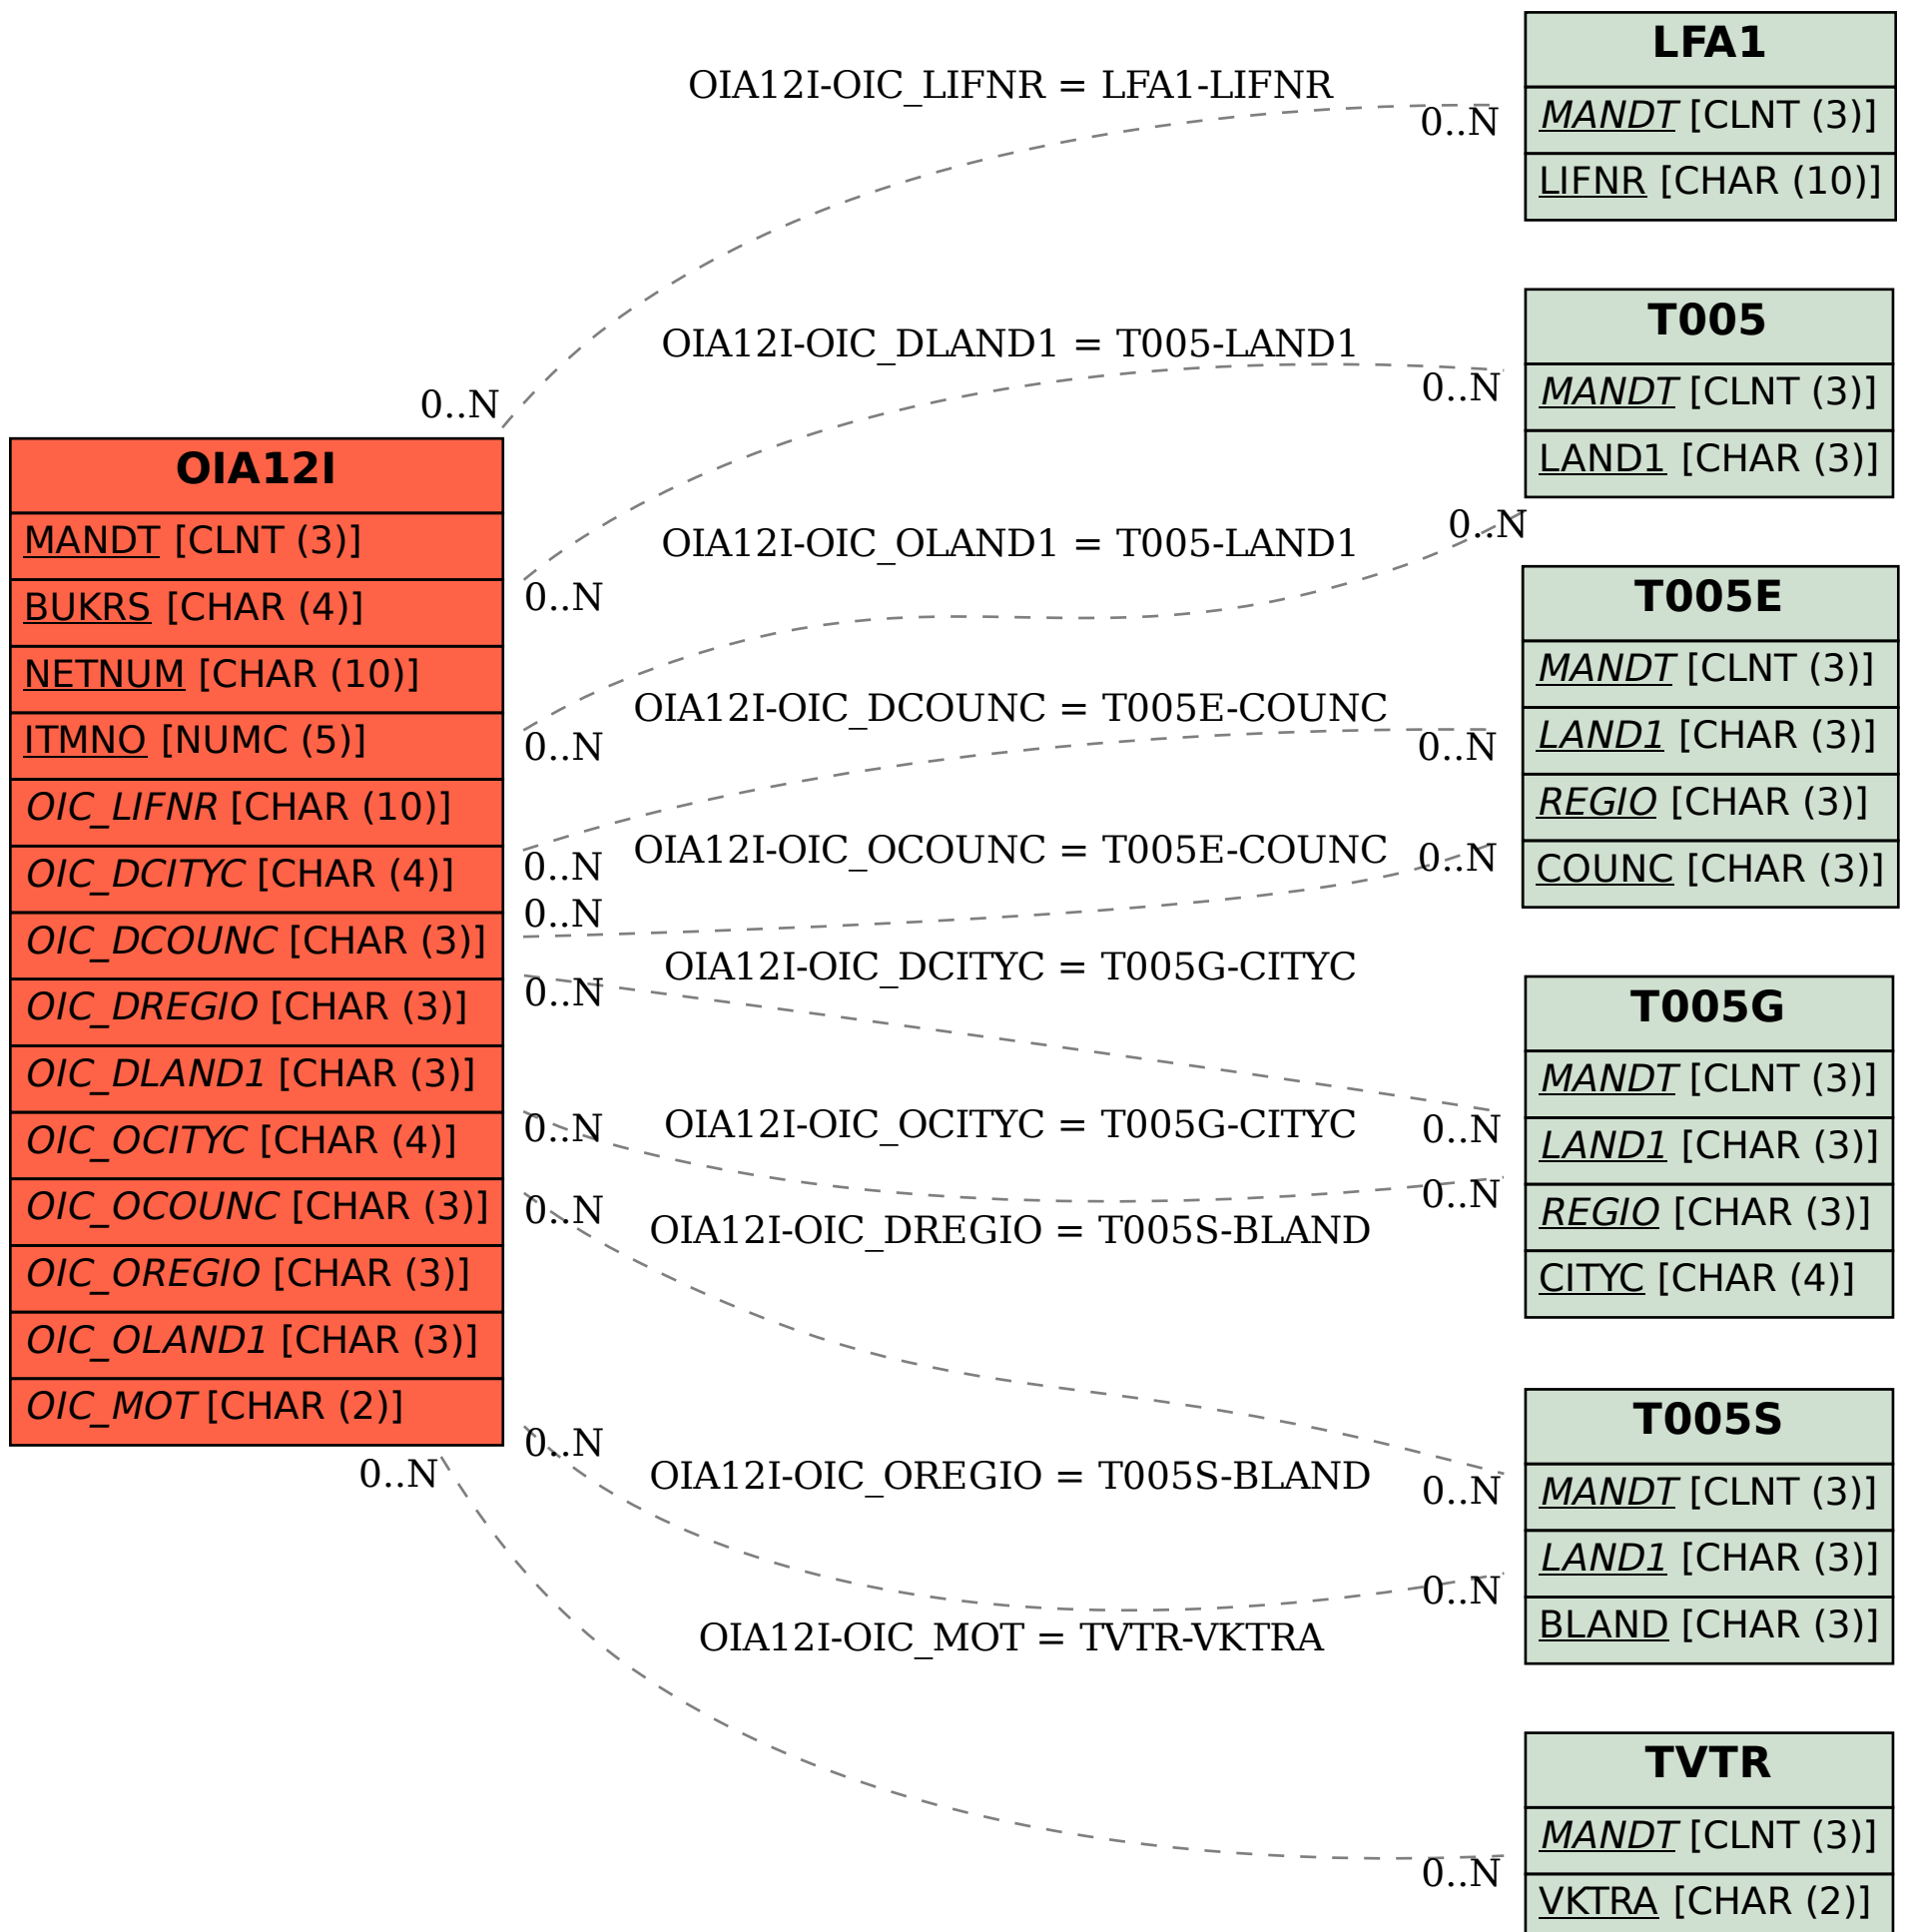 LFA1
MANDT [CLNT (3)]
LIFNR [CHAR (10)]
OIA12I-OIC_LIFNR = LFA1-LIFNR
0..N
0..N
T005
MANDT [CLNT (3)]
LAND1 [CHAR (3)]
OIA12I-OIC_DLAND1 = T005-LAND1
0..N
0..N
OIA12I-OIC_OLAND1 = T005-LAND1
0..N
0..N
OIA12I
MANDT [CLNT (3)]
BUKRS [CHAR (4)]
NETNUM [CHAR (10)]
ITMNO [NUMC (5)]
OIC_LIFNR [CHAR (10)]
OIC_DCITYC [CHAR (4)]
OIC_DCOUNC [CHAR (3)]
OIC_DREGIO [CHAR (3)]
OIC_DLAND1 [CHAR (3)]
OIC_OCITYC [CHAR (4)]
OIC_OCOUNC [CHAR (3)]
OIC_OREGIO [CHAR (3)]
OIC_OLAND1 [CHAR (3)]
OIC_MOT [CHAR (2)]
T005E
MANDT [CLNT (3)]
LAND1 [CHAR (3)]
REGIO [CHAR (3)]
COUNC [CHAR (3)]
OIA12I-OIC_DCOUNC = T005E-COUNC
0..N
0..N
OIA12I-OIC_OCOUNC = T005E-COUNC
0..N
0..N
OIA12I-OIC_DCITYC = T005G-CITYC
0..N
0..N
T005G
MANDT [CLNT (3)]
LAND1 [CHAR (3)]
REGIO [CHAR (3)]
CITYC [CHAR (4)]
OIA12I-OIC_OCITYC = T005G-CITYC
0..N
0..N
OIA12I-OIC_DREGIO = T005S-BLAND
0..N
0..N
T005S
MANDT [CLNT (3)]
LAND1 [CHAR (3)]
BLAND [CHAR (3)]
OIA12I-OIC_OREGIO = T005S-BLAND
0..N
0..N
OIA12I-OIC_MOT = TVTR-VKTRA
0..N
0..N
TVTR
MANDT [CLNT (3)]
VKTRA [CHAR (2)]